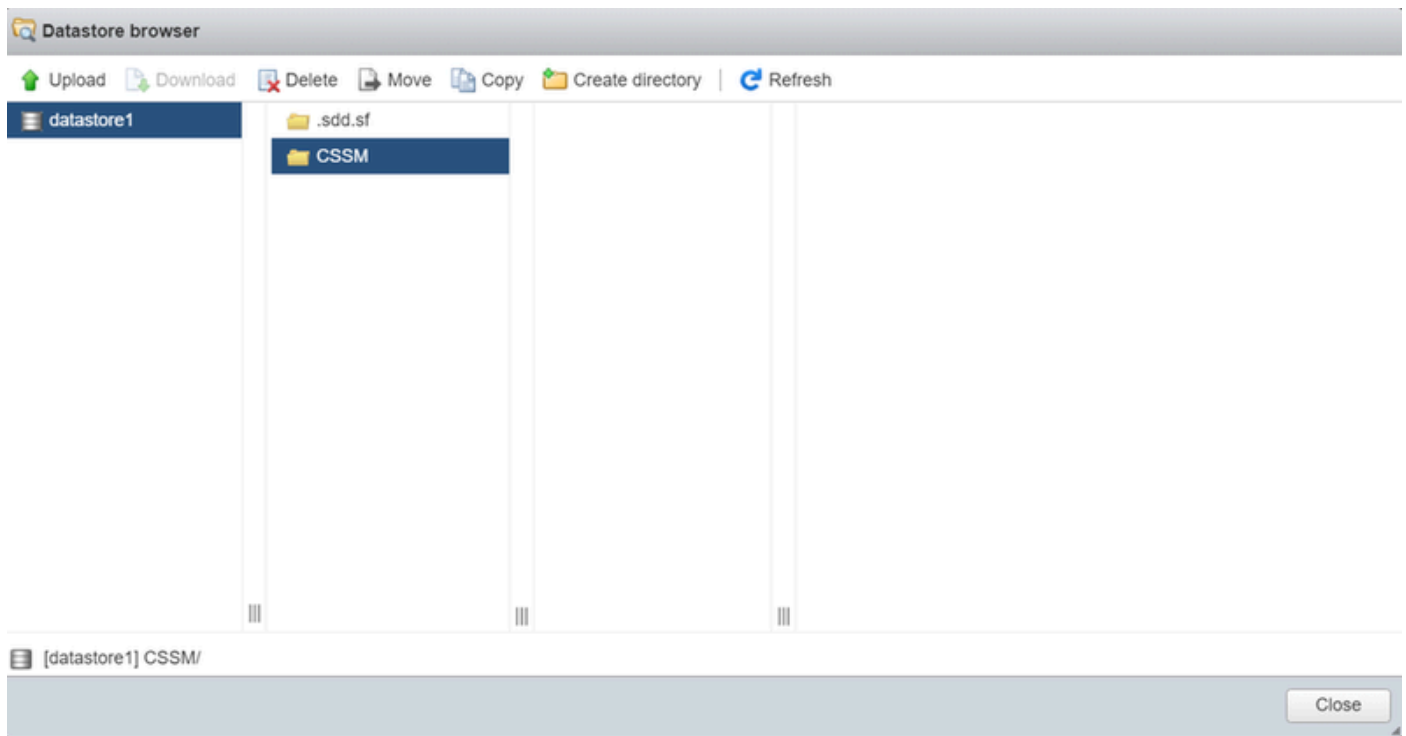 Datastore browser
Upload Download Delete Move Copy Create directory Refresh
datastore1 .sdd.sf
CSSM
[datastore1] CSSM/
Close